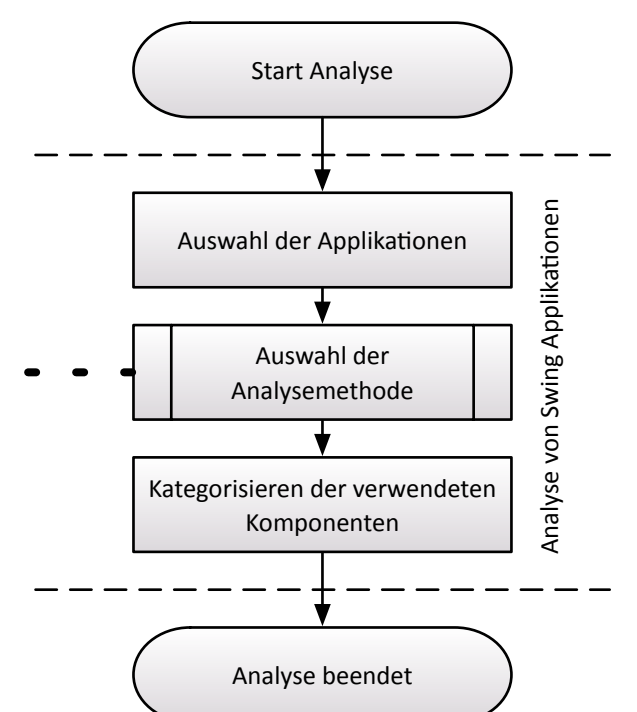 Start Analyse
Auswahl der Applikationen
Auswahl der
Analysemethode
Kategorisieren der verwendeten
Komponenten
Analyse von Swing Applikationen
Analyse beendet